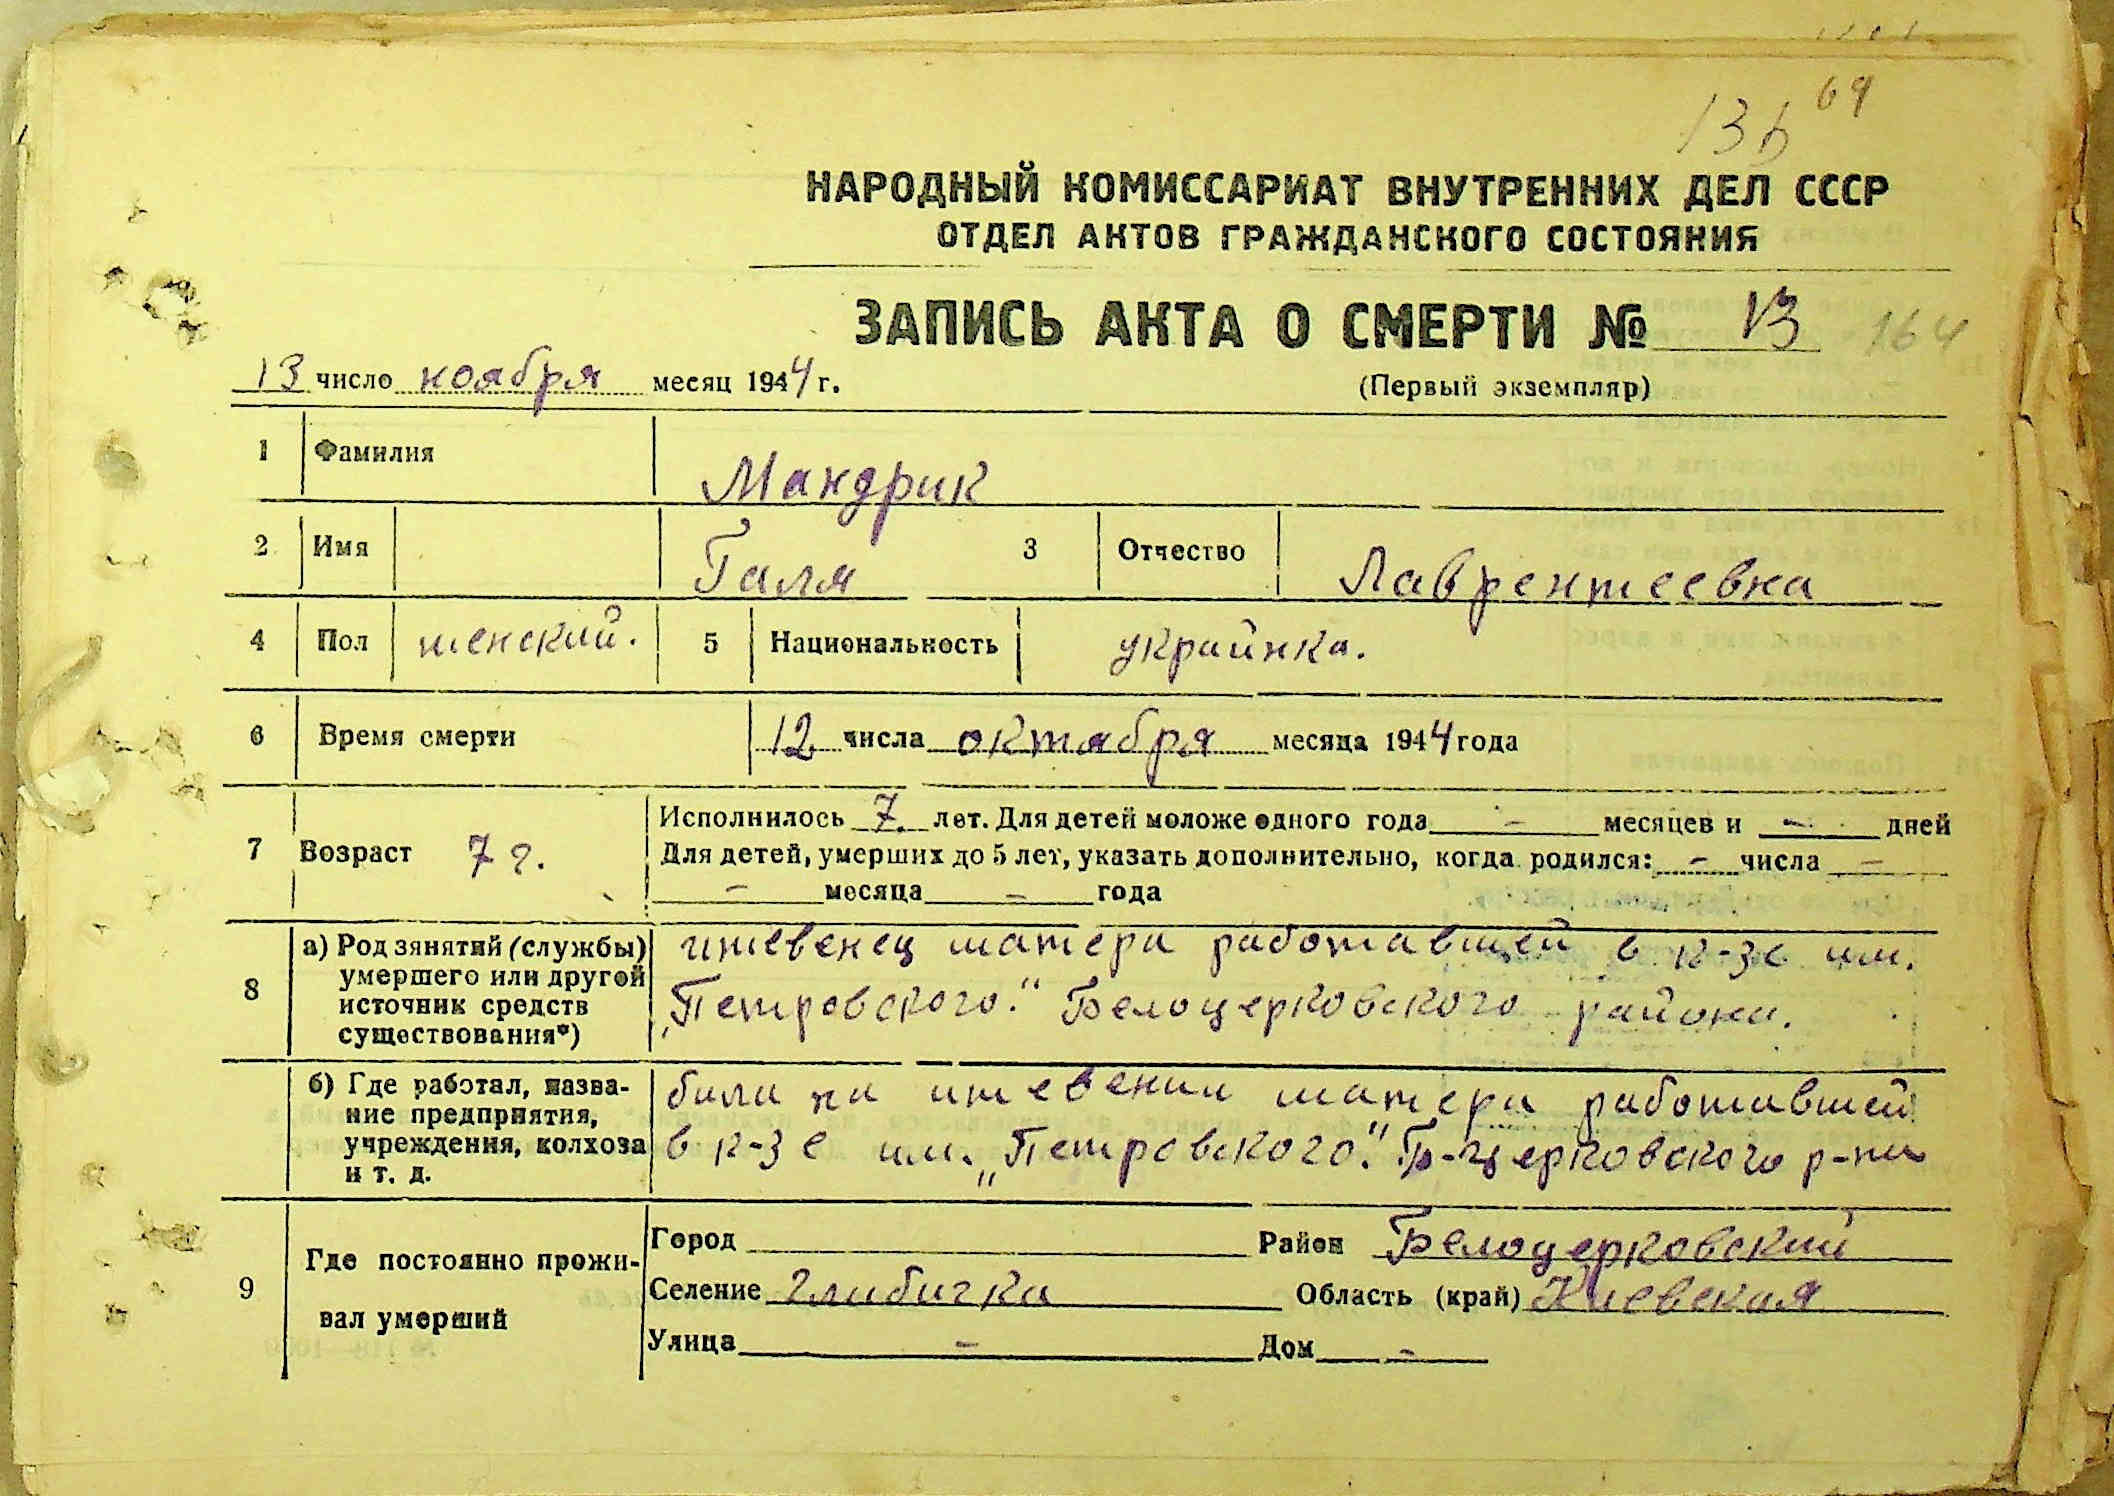 136 69
НАРОДНЫЙ КОМИССАРИАТ ВНУТРЕННИХ ДЕЛ СССР
ОТДЕЛ АКТОВ ГРАЖДАНСКОГО СОСТОЯНИЯ
ЗАПИСЬ АКТА О СМЕРТИ № 13 164
13 число ноября месяц 1944 г. (Первый экземпляр)
1 Фамилия Мандрик
2 Имя Галя 3 Отчество Лаврентеевна
4 Пол женский. 5 Национальность украинка.
6 Время смерти 12 числа октября месяца 1944 года
7 Возраст 7 г. Исполнилось 7 лет. Для детей моложе одного года - месяцев и - дней
Для детей, умерших до 5 лет, указать дополнительно, когда родился: - числа -
- месяца - года
8 а) Род занятий (службы) умершего или другой источник средств существования*)
ижевенец матери работавшей в к-зе им.
„Петровского." Белоцерковского района.
б) Где работал, название предприятия, учреждения, колхоза и т. д.
била на ижевении матери работавшей
в к-зе им. „Петровского." Б-церковского р-на
9 Где постоянно проживал умерший
Город Район Белоцерковский
Селение Глибичка Область (край) Киевская
Улица - Дом -